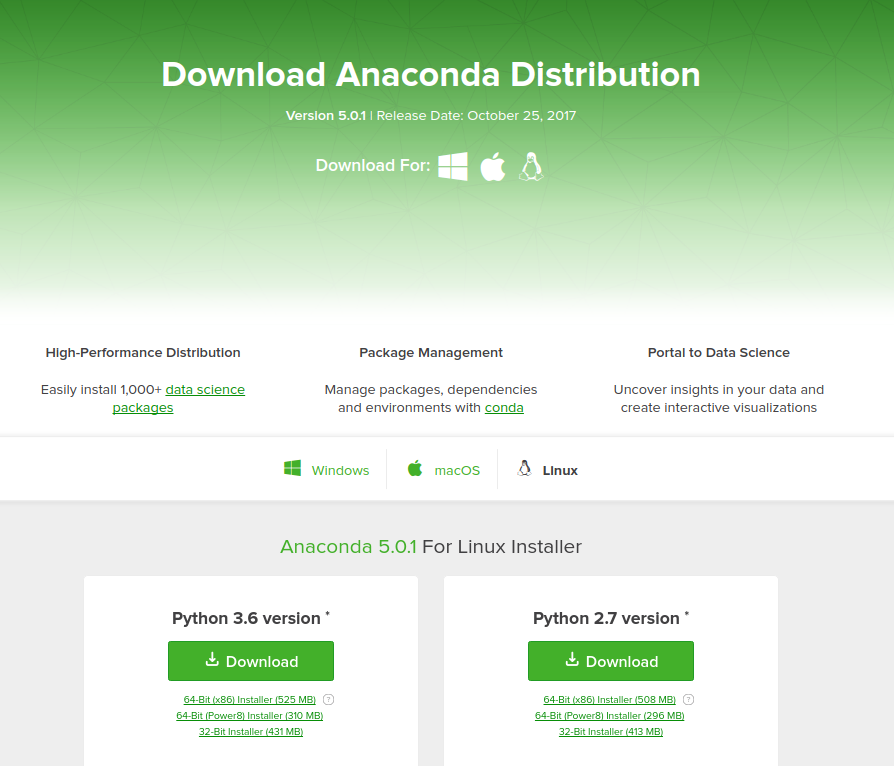 Download Anaconda Distribution
Version 5.0.1 | Release Date: October 25, 2017
Download For:
High-Performance Distribution
Easily install 1,000+ data science
packages
Package Management
Manage packages, dependencies
and environments with conda
Portal to Data Science
Uncover insights in your data and
create interactive visualizations
Windows
macOS
Linux
Anaconda 5.0.1 For Linux Installer
Python 3.6 version *
Download
64-Bit (x86) Installer (525 MB) ?
64-Bit (Power8) Installer (310 MB)
32-Bit Installer (431 MB)
Python 2.7 version *
Download
64-Bit (x86) Installer (508 MB) ?
64-Bit (Power8) Installer (296 MB)
32-Bit Installer (413 MB)